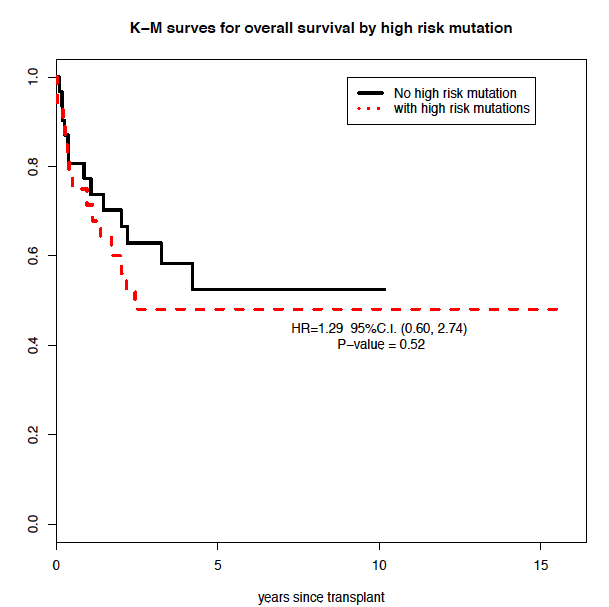 K−M surves for overall survival by high risk mutation
1.0
0.8
0.6
0.4
0.2
0.0
No high risk mutation
with high risk mutations
HR=1.29 95%C.I. (0.60, 2.74)
P−value = 0.52
0 5 10 15
years since transplant